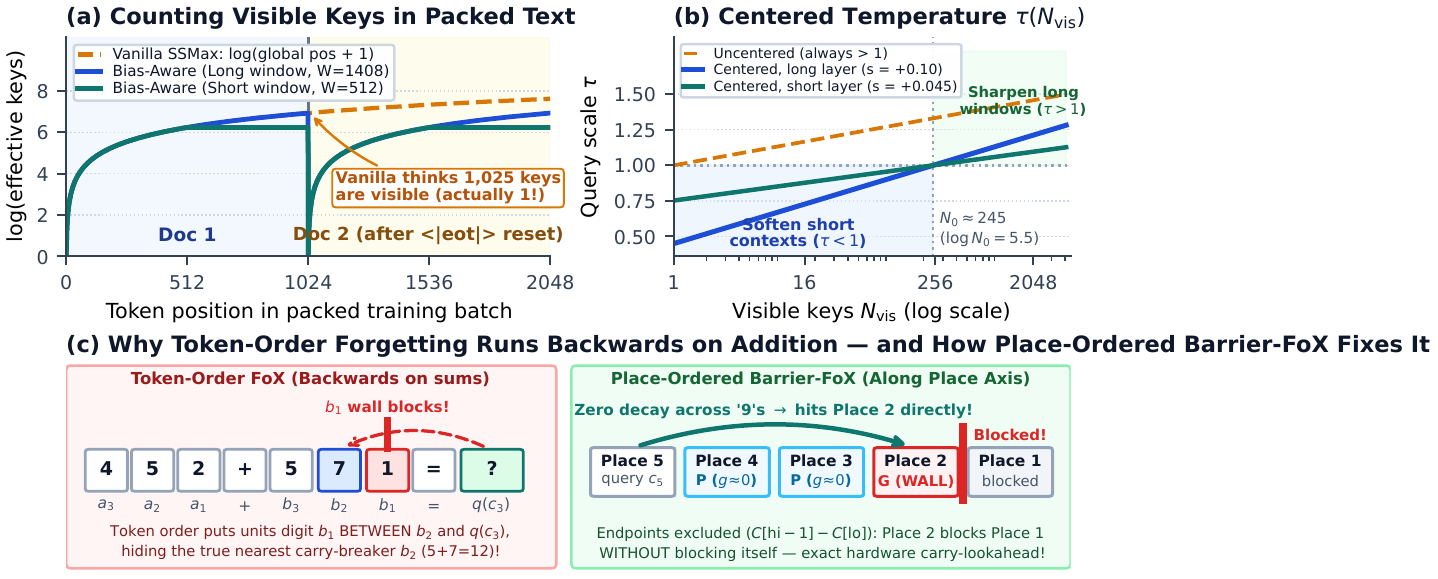 (a) Counting Visible Keys in Packed Text
log(effective keys)
8
6
4
2
0
Vanilla SSMax: log(global pos + 1)
Bias-Aware (Long window, W=1408)
Bias-Aware (Short window, W=512)
Vanilla thinks 1,025 keys
are visible (actually 1!)
Doc 1
Doc 2 (after <|eot|> reset)
0 512 1024 1536 2048
Token position in packed training batch
(b) Centered Temperature τ(N_vis)
Query scale τ
1.50
1.25
1.00
0.75
0.50
Uncentered (always > 1)
Centered, long layer (s = +0.10)
Centered, short layer (s = +0.045)
Sharpen long
windows (τ > 1)
Soften short
contexts (τ < 1)
N₀ ≈ 245
(log N₀ = 5.5)
1 16 256 2048
Visible keys N_vis (log scale)
(c) Why Token-Order Forgetting Runs Backwards on Addition — and How Place-Ordered Barrier-FoX Fixes It
Token-Order FoX (Backwards on sums)
b₁ wall blocks!
4 5 2 + 5 7 1 = ?
a₃ a₂ a₁ + b₃ b₂ b₁ = q(c₃)
Token order puts units digit b₁ BETWEEN b₂ and q(c₃),
hiding the true nearest carry-breaker b₂ (5+7=12)!
Place-Ordered Barrier-FoX (Along Place Axis)
Zero decay across '9's → hits Place 2 directly!
Blocked!
Place 5 Place 4 Place 3 Place 2 Place 1
query c₅ P (g≈0) P (g≈0) G (WALL) blocked
Endpoints excluded (C[hi − 1] − C[lo]): Place 2 blocks Place 1
WITHOUT blocking itself — exact hardware carry-lookahead!